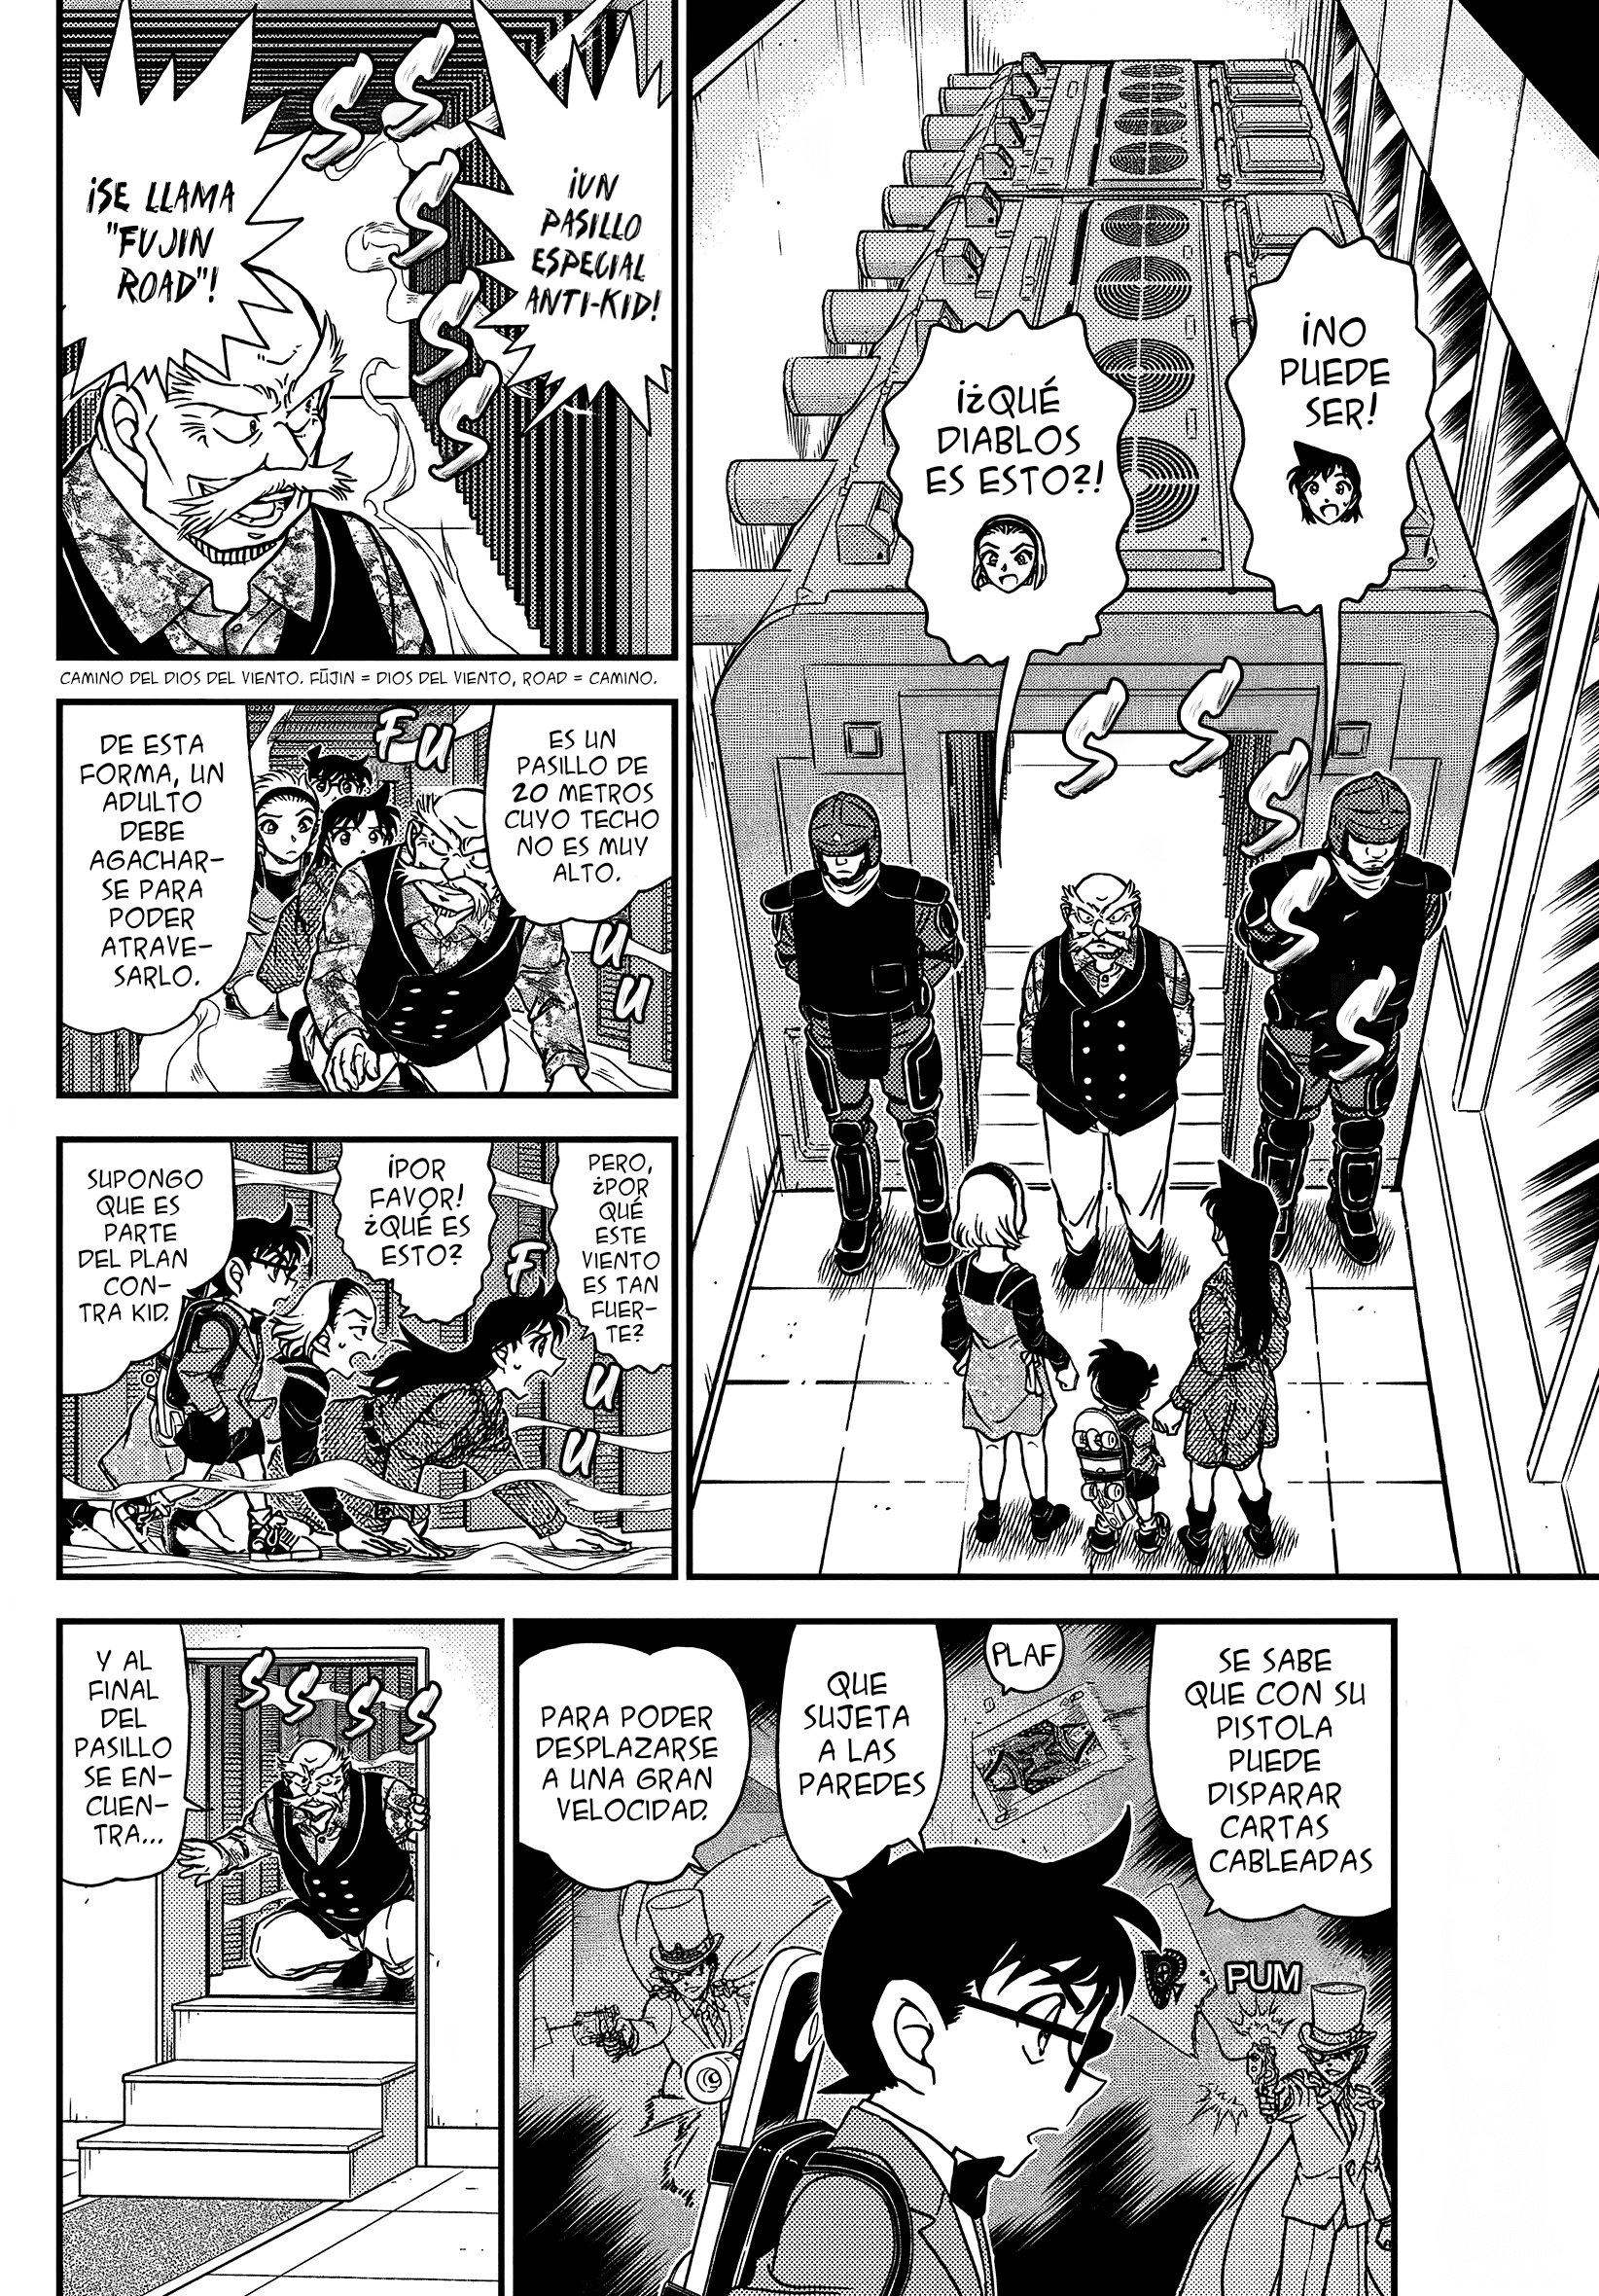 ¡NO
PUEDE
SER!
¡¿QUÉ
DIABLOS
ES ESTO?!
S
S
S
S
S
¡UN
PASILLO
ESPECIAL
ANTI-KID!
¡SE LLAMA
"FUJIN
ROAD"!
S
S
S
S
S
CAMINO DEL DIOS DEL VIENTO. FŪJIN = DIOS DEL VIENTO, ROAD = CAMINO.
ES UN
PASILLO DE
20 METROS
CUYO TECHO
NO ES MUY
ALTO.
FU
U
U
DE ESTA
FORMA, UN
ADULTO
DEBE
AGACHAR-
SE PARA
PODER
ATRAVE-
SARLO.
PERO,
¿POR
QUÉ
ESTE
VIENTO
ES TAN
FUER-
TE?
¡POR
FAVOR!
¿QUÉ ES
ESTO?
F
U
U
SUPONGO
QUE ES
PARTE
DEL PLAN
CON-
TRA KID.
SE SABE
QUE CON SU
PISTOLA
PUEDE
DISPARAR
CARTAS
CABLEADAS
PUM
PLAF
QUE
SUJETA
A LAS
PAREDES
PARA PODER
DESPLAZARSE
A UNA GRAN
VELOCIDAD.
Y AL
FINAL
DEL
PASILLO
SE EN-
CUEN-
TRA...
S S S S